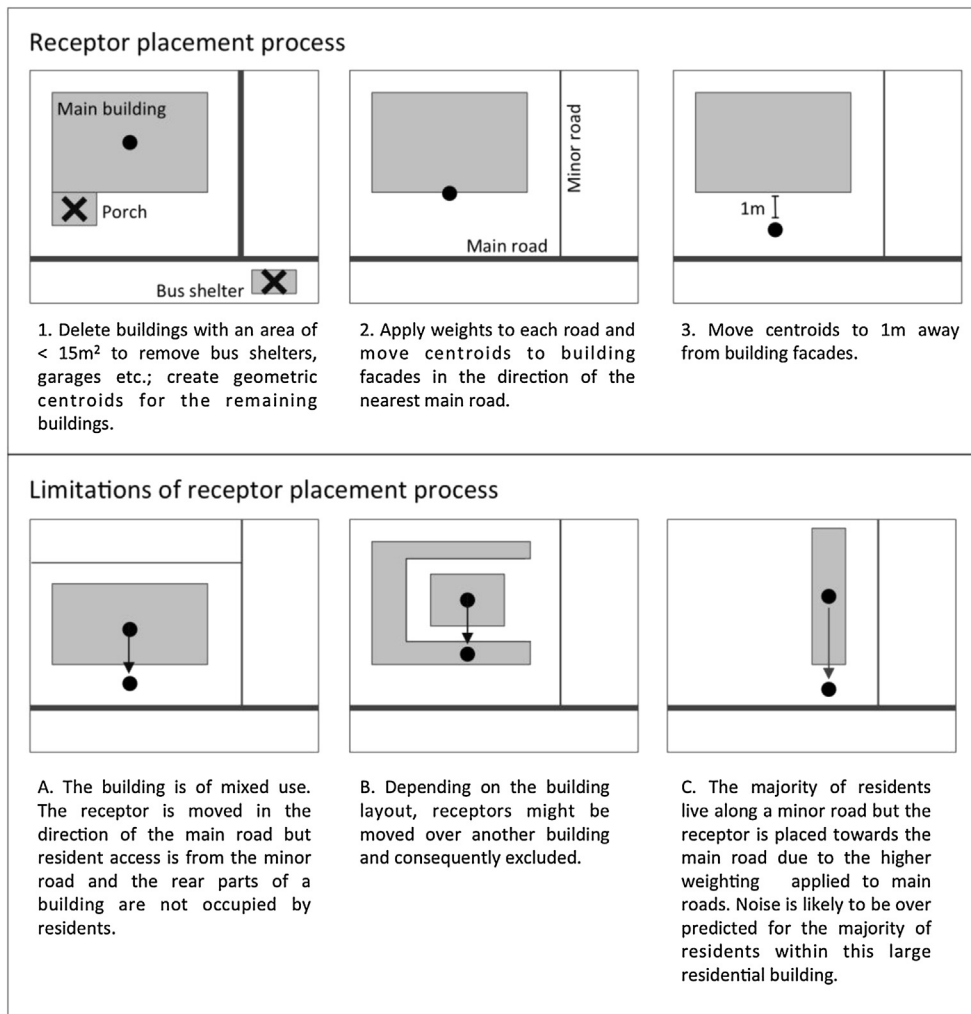 Receptor placement process
Main building
Porch
Bus shelter
Minor road
Main road
1m
1. Delete buildings with an area of
< 15m² to remove bus shelters,
garages etc.; create geometric
centroids for the remaining
buildings.
2. Apply weights to each road and
move centroids to building
facades in the direction of the
nearest main road.
3. Move centroids to 1m away
from building facades.
Limitations of receptor placement process
A. The building is of mixed use.
The receptor is moved in the
direction of the main road but
resident access is from the minor
road and the rear parts of a
building are not occupied by
residents.
B. Depending on the building
layout, receptors might be
moved over another building
and consequently excluded.
C. The majority of residents
live along a minor road but the
receptor is placed towards the
main road due to the higher
weighting applied to main
roads. Noise is likely to be over
predicted for the majority of
residents within this large
residential building.